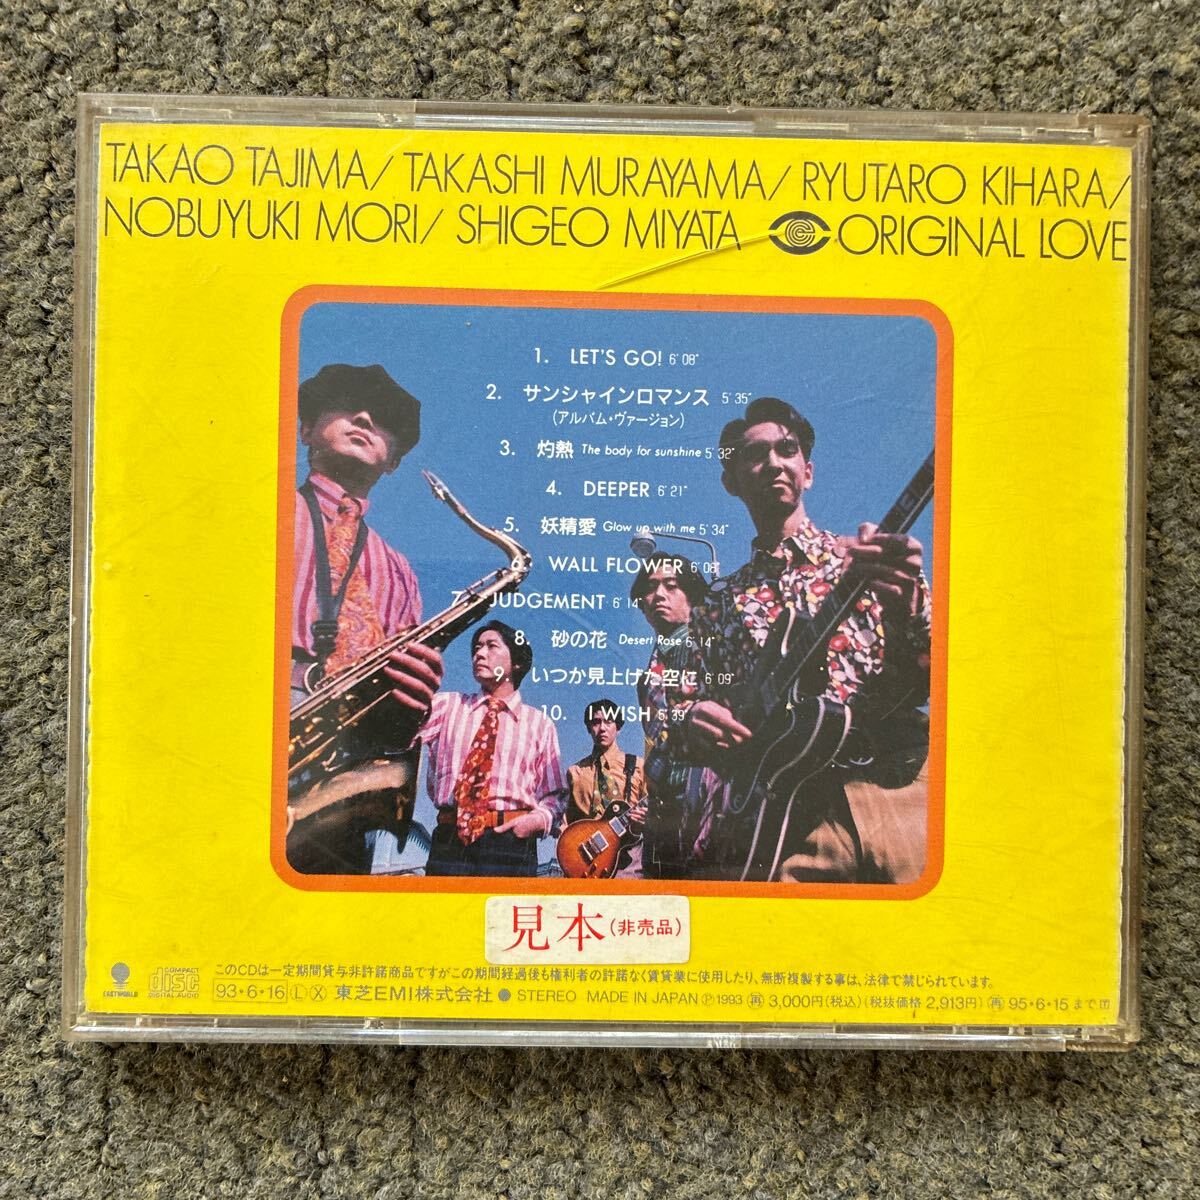 TAKAO TAJIMA/TAKASHI MURAYAMA/RYUTARO KIHARA/
NOBUYUKI MORI/SHIGEO MIYATA ORIGINAL LOVE
1. LET'S GO! 6'08"
2. サンシャインロマンス 5'35"
(アルバム・ヴァージョン)
3. 灼熱 The body for sunshine 5'32"
4. DEEPER 6'21"
5. 妖精愛 Glow up with me 5'34"
6. WALL FLOWER 6'08"
7. JUDGEMENT 6'14"
8. 砂の花 Desert Rose 6'14"
9. いつか見上げた空に 6'09"
10. I WISH 5'39"
見本(非売品)
EASTWORLD
COMPACT
disc
DIGITAL AUDIO
このCDは一定期間貸与非許諾商品ですがこの期間経過後も権利者の許諾なく賃貸業に使用したり、無断複製する事は、法律で禁じられています。
93・6・16 Ⓛ Ⓧ 東芝EMI株式会社 ● STEREO MADE IN JAPAN Ⓟ1993 再 3,000円(税込)(税抜価格 2,913円) 再 95・6・15まで